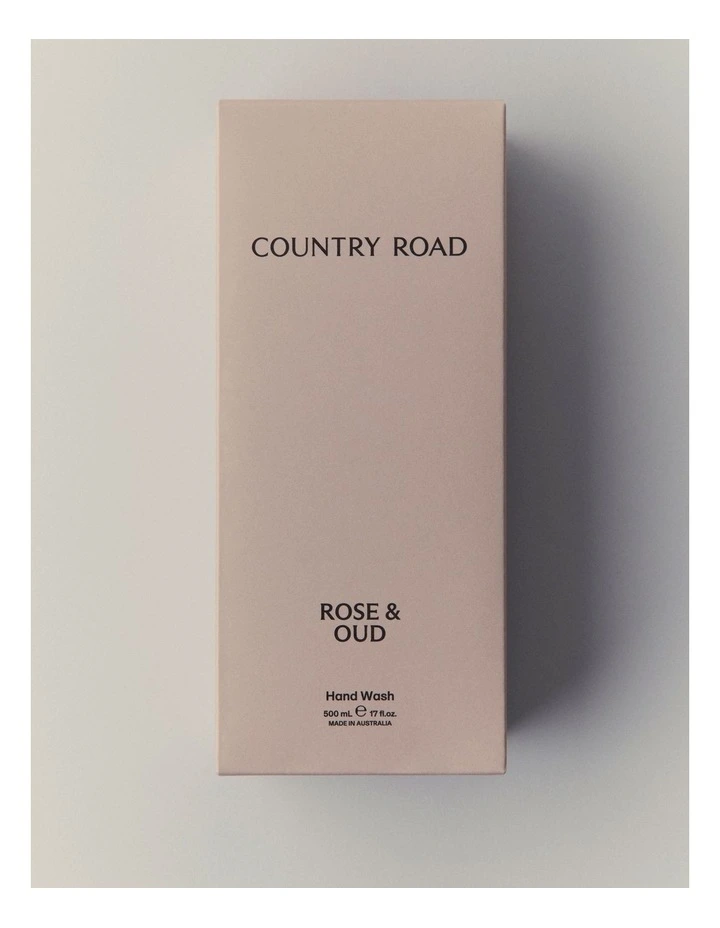 COUNTRY ROAD
ROSE &
OUD
Hand Wash
500 mL ℮ 17 fl.oz.
MADE IN AUSTRALIA